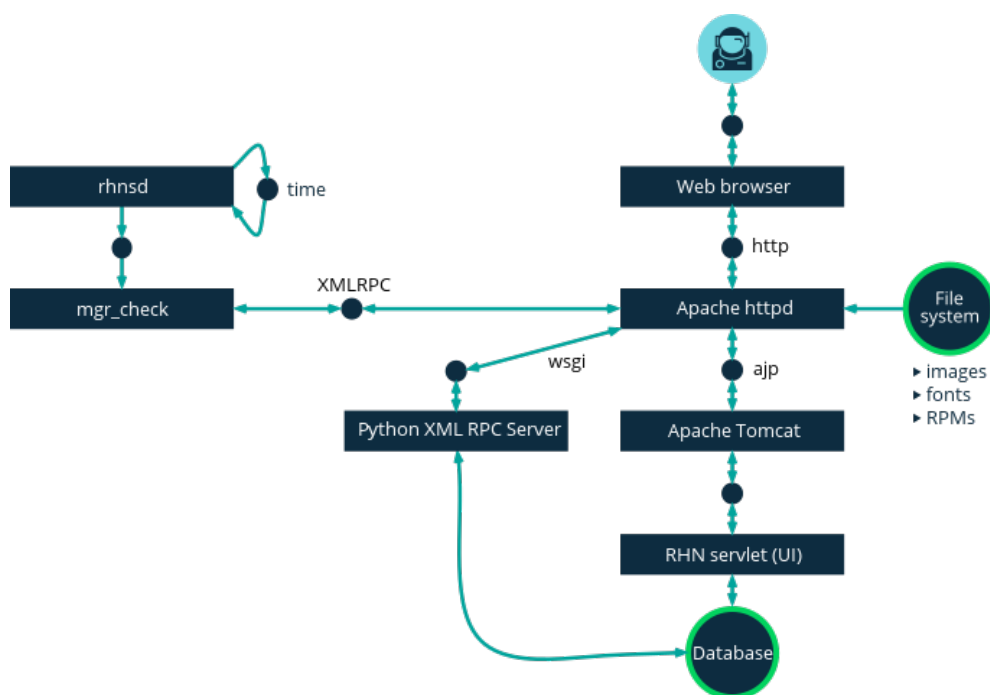 rhnsd
time
Web browser
http
XMLRPC
mgr_check
Apache httpd
File
system
wsgi
ajp
▸ images
▸ fonts
▸ RPMs
Python XML RPC Server
Apache Tomcat
RHN servlet (UI)
Database